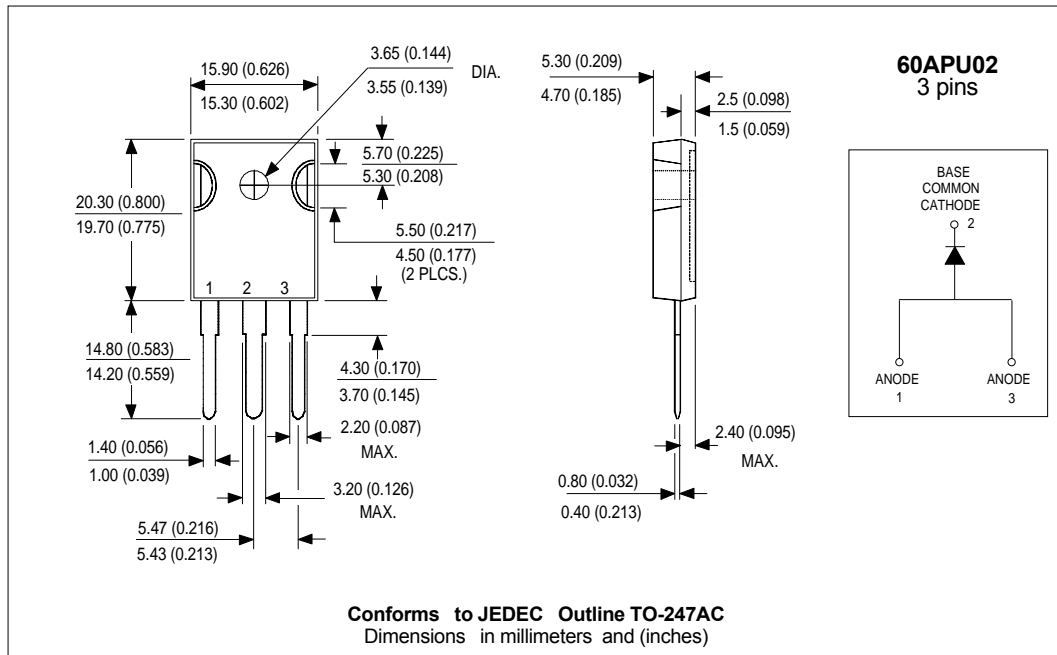 15.90 (0.626)
15.30 (0.602)
3.65 (0.144)
3.55 (0.139)
DIA.
5.30 (0.209)
4.70 (0.185)
2.5 (0.098)
1.5 (0.059)
60APU02
3 pins
5.70 (0.225)
5.30 (0.208)
20.30 (0.800)
19.70 (0.775)
5.50 (0.217)
4.50 (0.177)
(2 PLCS.)
1 2 3
14.80 (0.583)
14.20 (0.559)
4.30 (0.170)
3.70 (0.145)
2.20 (0.087)
MAX.
1.40 (0.056)
1.00 (0.039)
3.20 (0.126)
MAX.
5.47 (0.216)
5.43 (0.213)
2.40 (0.095)
MAX.
0.80 (0.032)
0.40 (0.213)
BASE
COMMON
CATHODE
2
ANODE
1
ANODE
3
Conforms to JEDEC Outline TO-247AC
Dimensions in millimeters and (inches)